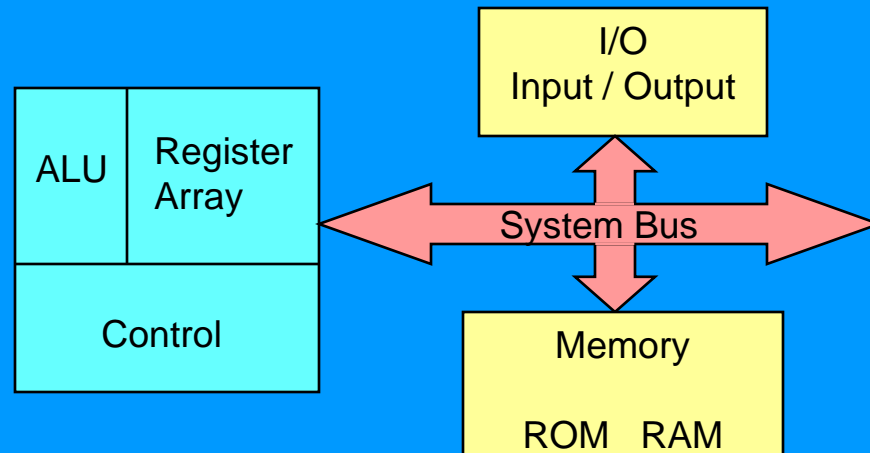 I/O
Input / Output
ALU
Register
Array
System Bus
Control
Memory
ROM RAM